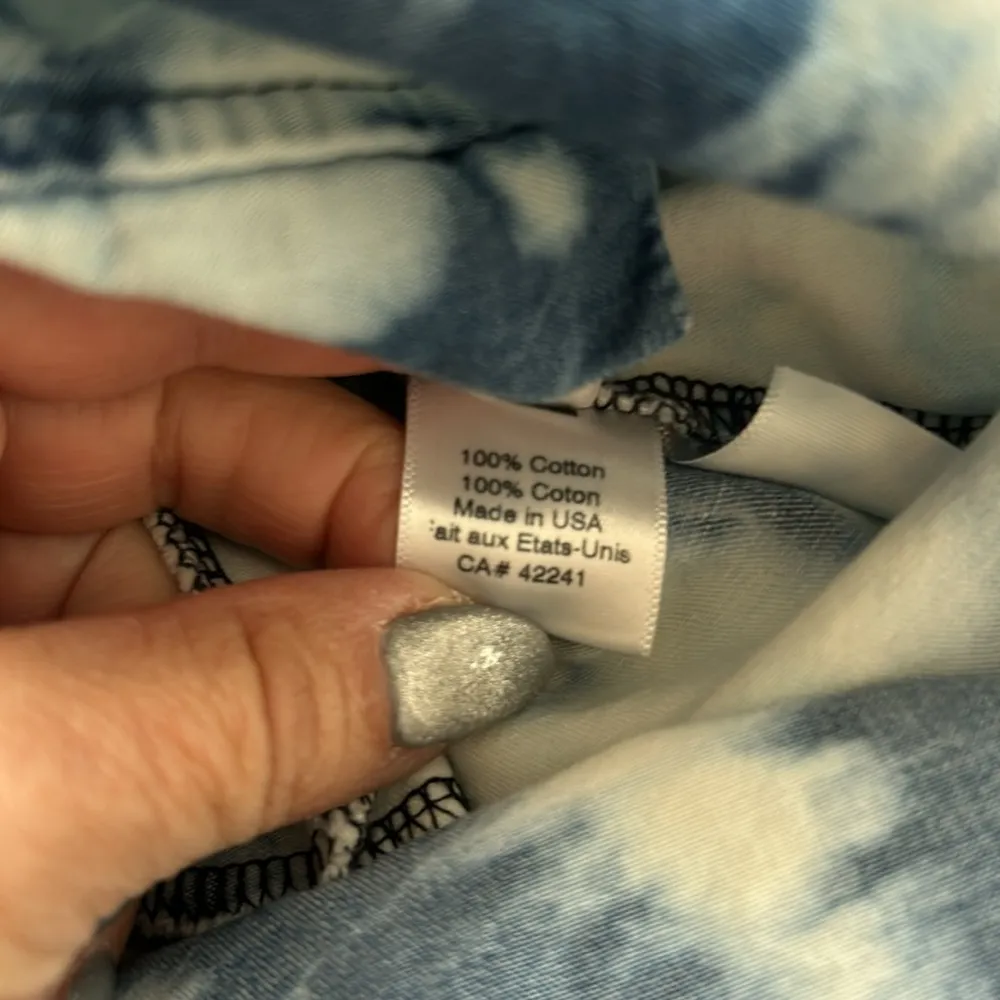 100% Cotton
100% Coton
Made in USA
ait aux Etats-Unis
CA# 42241